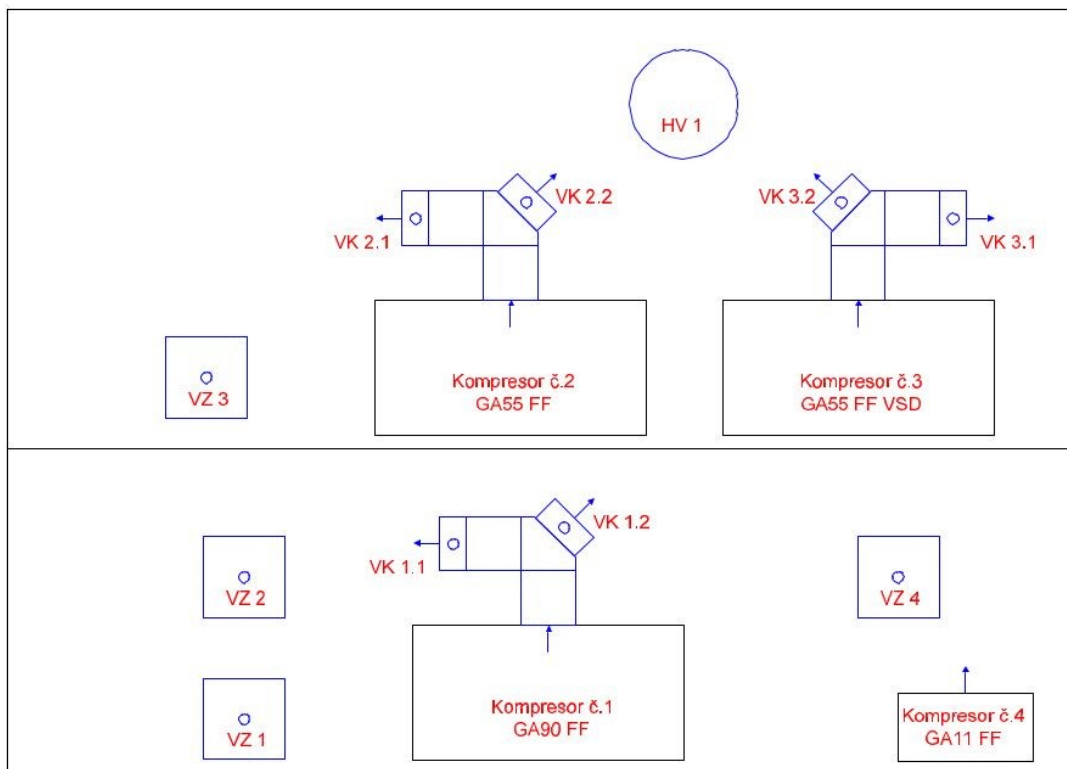 HV 1
VK 2.2
VK 3.2
VK 2.1
VK 3.1
Kompresor č.2
GA55 FF
Kompresor č.3
GA55 FF VSD
VZ 3
VK 1.2
VK 1.1
VZ 2
VZ 4
Kompresor č.1
GA90 FF
Kompresor č.4
GA11 FF
VZ 1